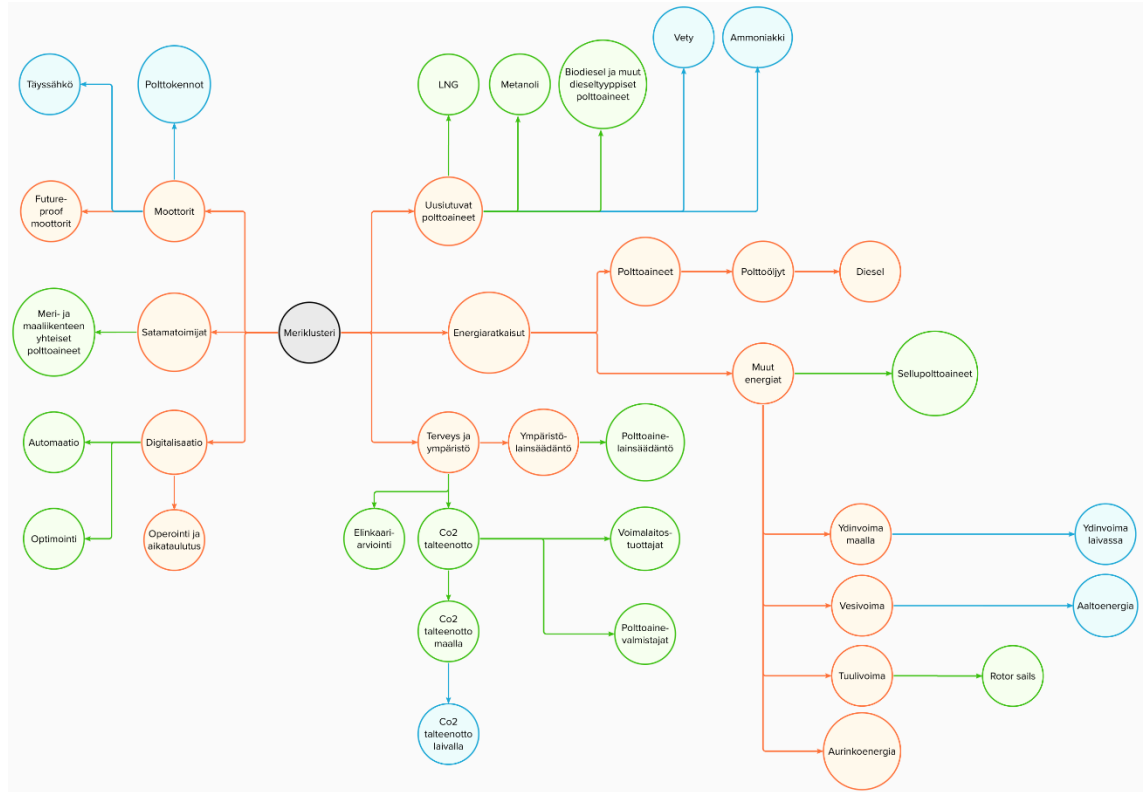 Vety
Ammoniakki
Täyssähkö
Polttokennot
LNG
Metanoli
Biodiesel ja muut
dieseltyyppiset
polttoaineet
Future-
proof
moottorit
Moottorit
Uusiutuvat
polttoaineet
Polttoaineet
Polttoöljyt
Diesel
Meri- ja
maaliikenteen
yhteiset
polttoaineet
Satamatoimijat
Meriklusteri
Energiaratkaisut
Muut
energiat
Sellupolttoaineet
Automaatio
Digitalisaatio
Terveys ja
ympäristö
Ympäristö-
lainsäädäntö
Polttoaine-
lainsäädäntö
Optimointi
Operointi ja
aikataulutus
Elinkaari-
arviointi
Co2
talteenotto
Voimalaitos-
tuottajat
Ydinvoima
maalla
Ydinvoima
laivassa
Co2
talteenotto
maalla
Polttoaine-
valmistajat
Vesivoima
Aaltoenergia
Tuulivoima
Rotor sails
Co2
talteenotto
laivalla
Aurinkoenergia